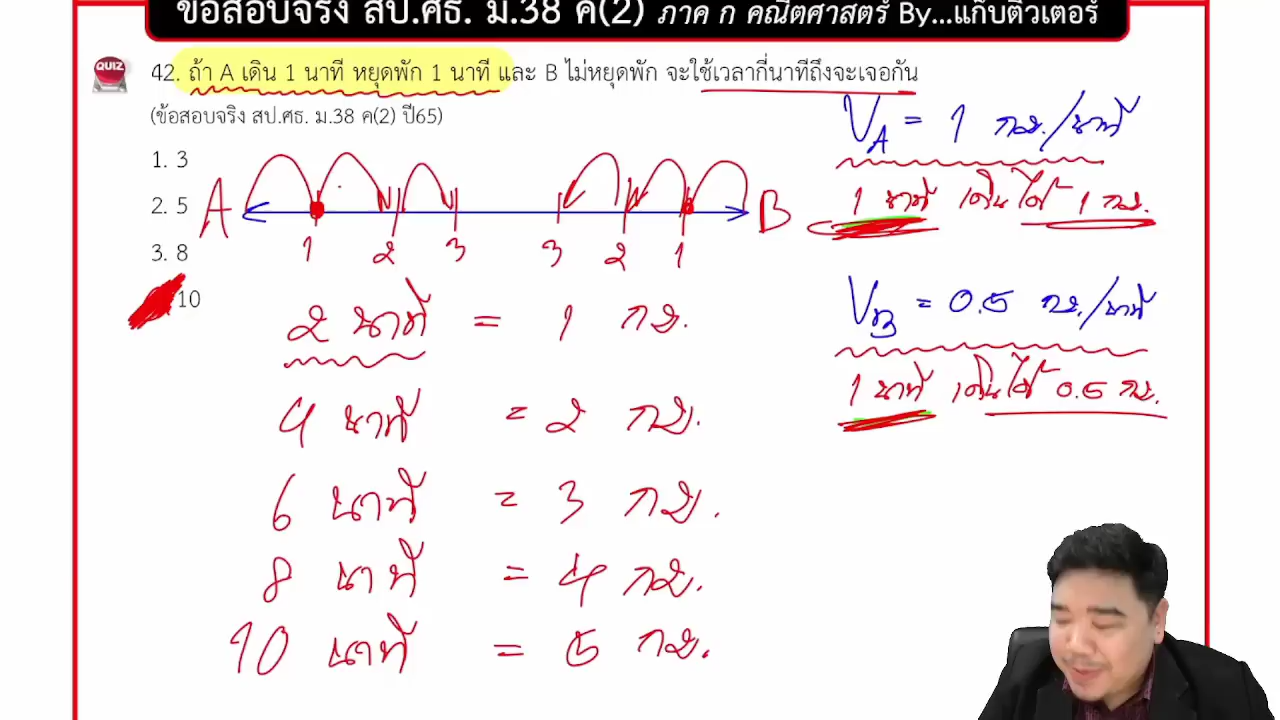 ข้อสอบจริง สป.ศธ. ม.38 ค(2) ภาค ก คณิตศาสตร์ By...แก๊บติวเตอร์
QUIZ
42. ถ้า A เดิน 1 นาที หยุดพัก 1 นาที และ B ไม่หยุดพัก จะใช้เวลากี่นาทีถึงจะเจอกัน
(ข้อสอบจริง สป.ศธ. ม.38 ค(2) ปี65)
1. 3
2. 5
3. 8
10
A B
1 2 3 3 2 1
2 นาที = 1 กม.
4 นาที = 2 กม.
6 นาที = 3 กม.
8 นาที = 4 กม.
10 นาที = 5 กม.
VA = 1 กม./นาที
1 นาที เดินได้ 1 กม.
VB = 0.5 กม./นาที
1 นาที เดินได้ 0.5 กม.